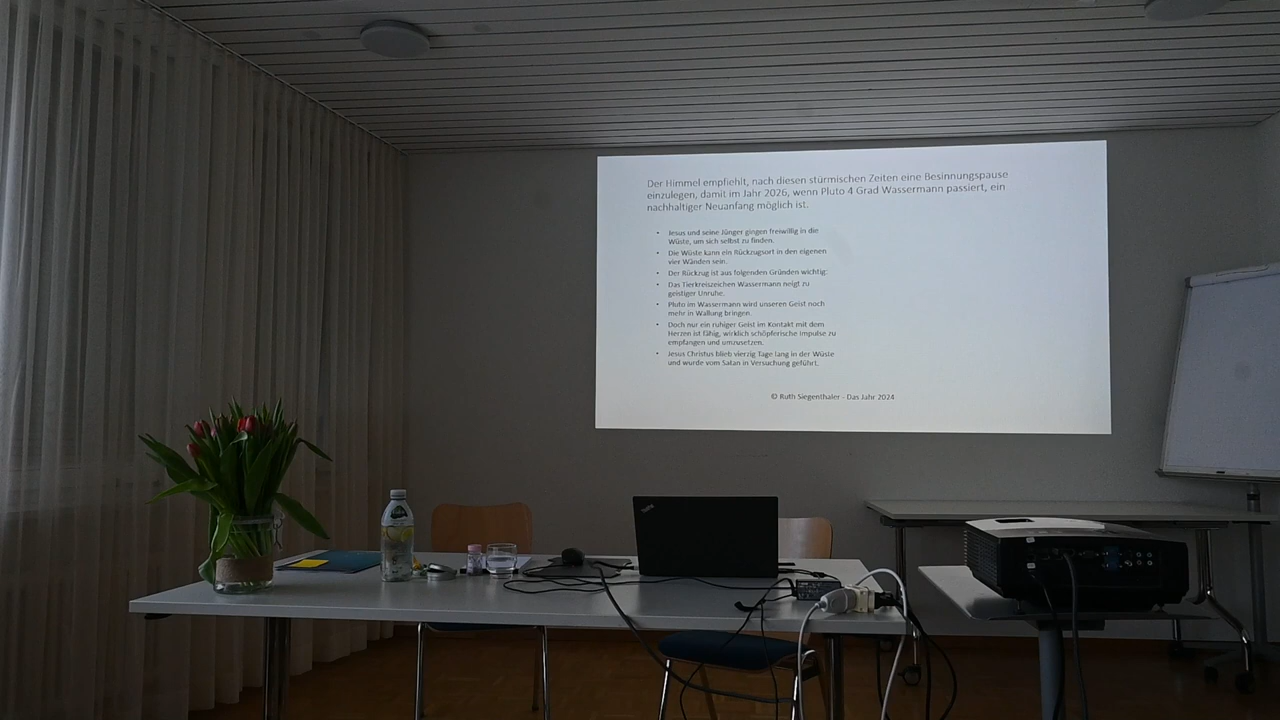 Der Himmel empfiehlt, nach diesen stürmischen Zeiten eine Besinnungspause
einzulegen, damit im Jahr 2026, wenn Pluto 4 Grad Wassermann passiert, ein
nachhaltiger Neuanfang möglich ist.
• Jesus und seine Jünger gingen freiwillig in die
Wüste, um sich selbst zu finden.
• Die Wüste kann ein Rückzugsort in den eigenen
vier Wänden sein.
• Der Rückzug ist aus folgenden Gründen wichtig:
• Das Tierkreiszeichen Wassermann neigt zu
geistiger Unruhe.
• Pluto im Wassermann wird unseren Geist noch
mehr in Wallung bringen.
• Doch nur ein ruhiger Geist im Kontakt mit dem
Herzen ist fähig, wirklich schöpferische Impulse zu
empfangen und umzusetzen.
• Jesus Christus blieb vierzig Tage lang in der Wüste
und wurde vom Satan in Versuchung geführt.
© Ruth Siegenthaler - Das Jahr 2024